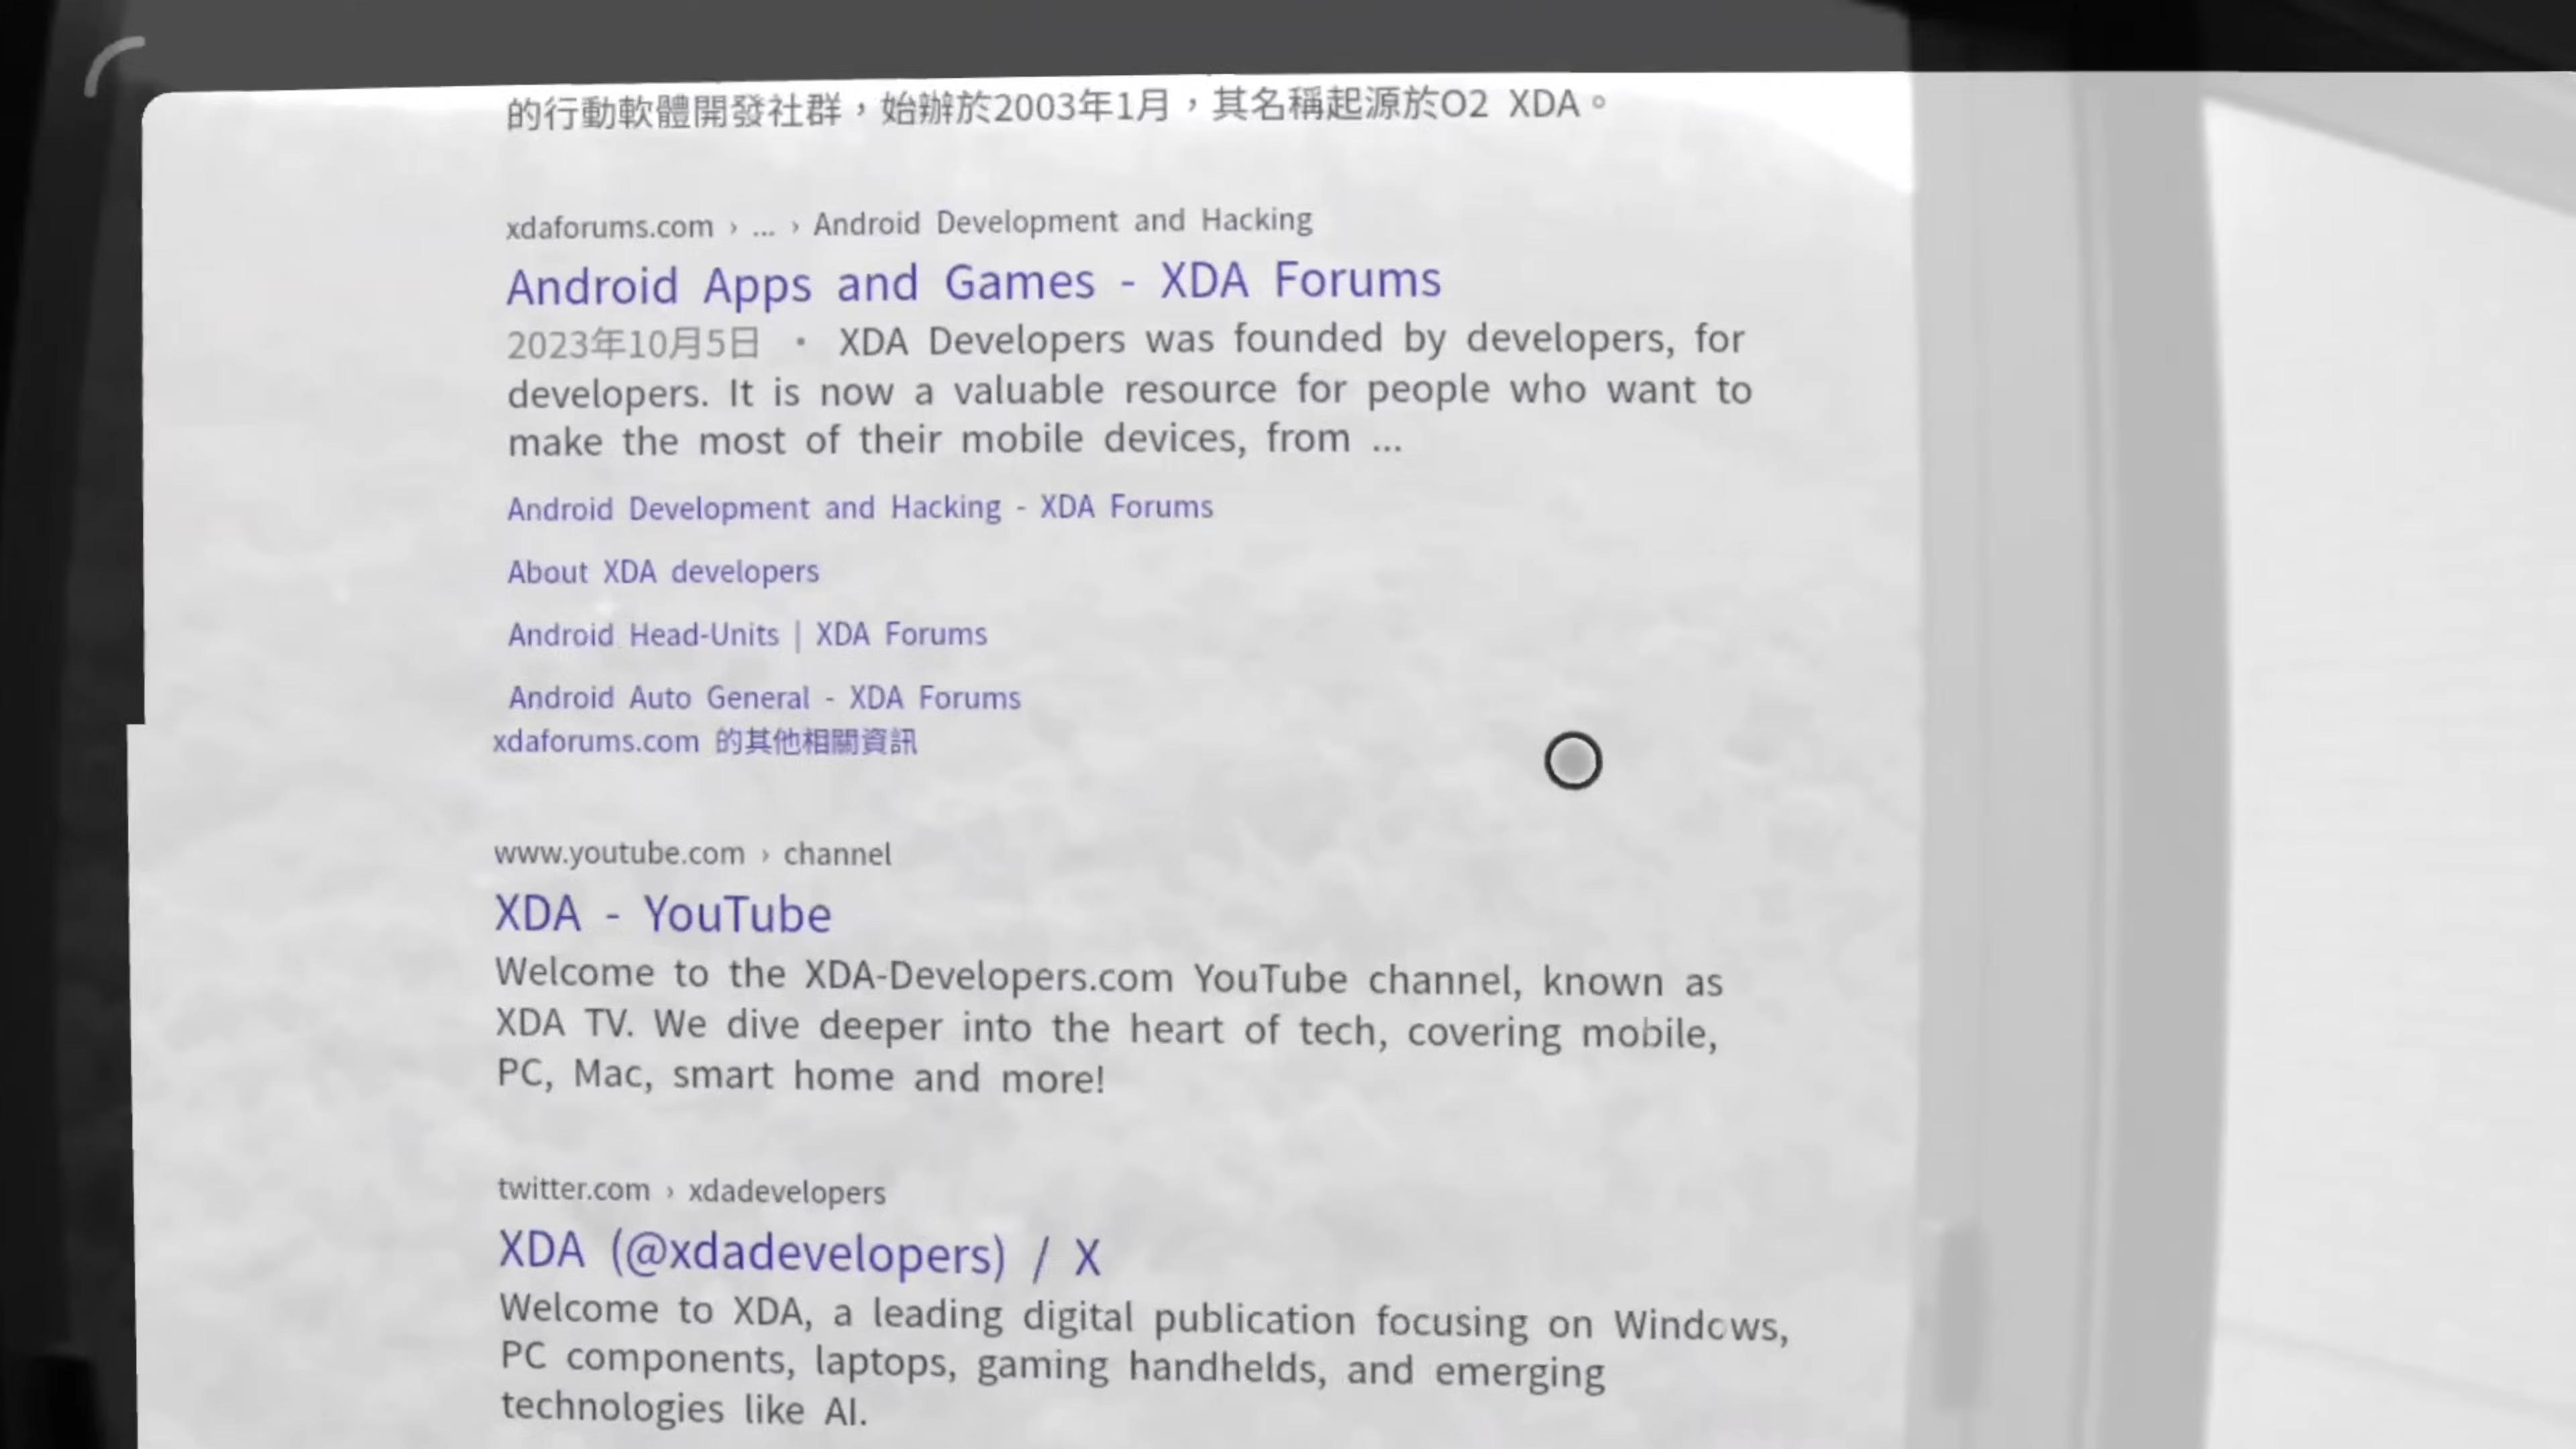 的行動軟體開發社群，始辦於2003年1月，其名稱起源於O2 XDA。
xdaforums.com › ... › Android Development and Hacking
Android Apps and Games - XDA Forums
2023年10月5日 · XDA Developers was founded by developers, for
developers. It is now a valuable resource for people who want to
make the most of their mobile devices, from ...
Android Development and Hacking - XDA Forums
About XDA developers
Android Head-Units | XDA Forums
Android Auto General - XDA Forums
xdaforums.com 的其他相關資訊
www.youtube.com › channel
XDA - YouTube
Welcome to the XDA-Developers.com YouTube channel, known as
XDA TV. We dive deeper into the heart of tech, covering mobile,
PC, Mac, smart home and more!
twitter.com › xdadevelopers
XDA (@xdadevelopers) / X
Welcome to XDA, a leading digital publication focusing on Windows,
PC components, laptops, gaming handhelds, and emerging
technologies like AI.